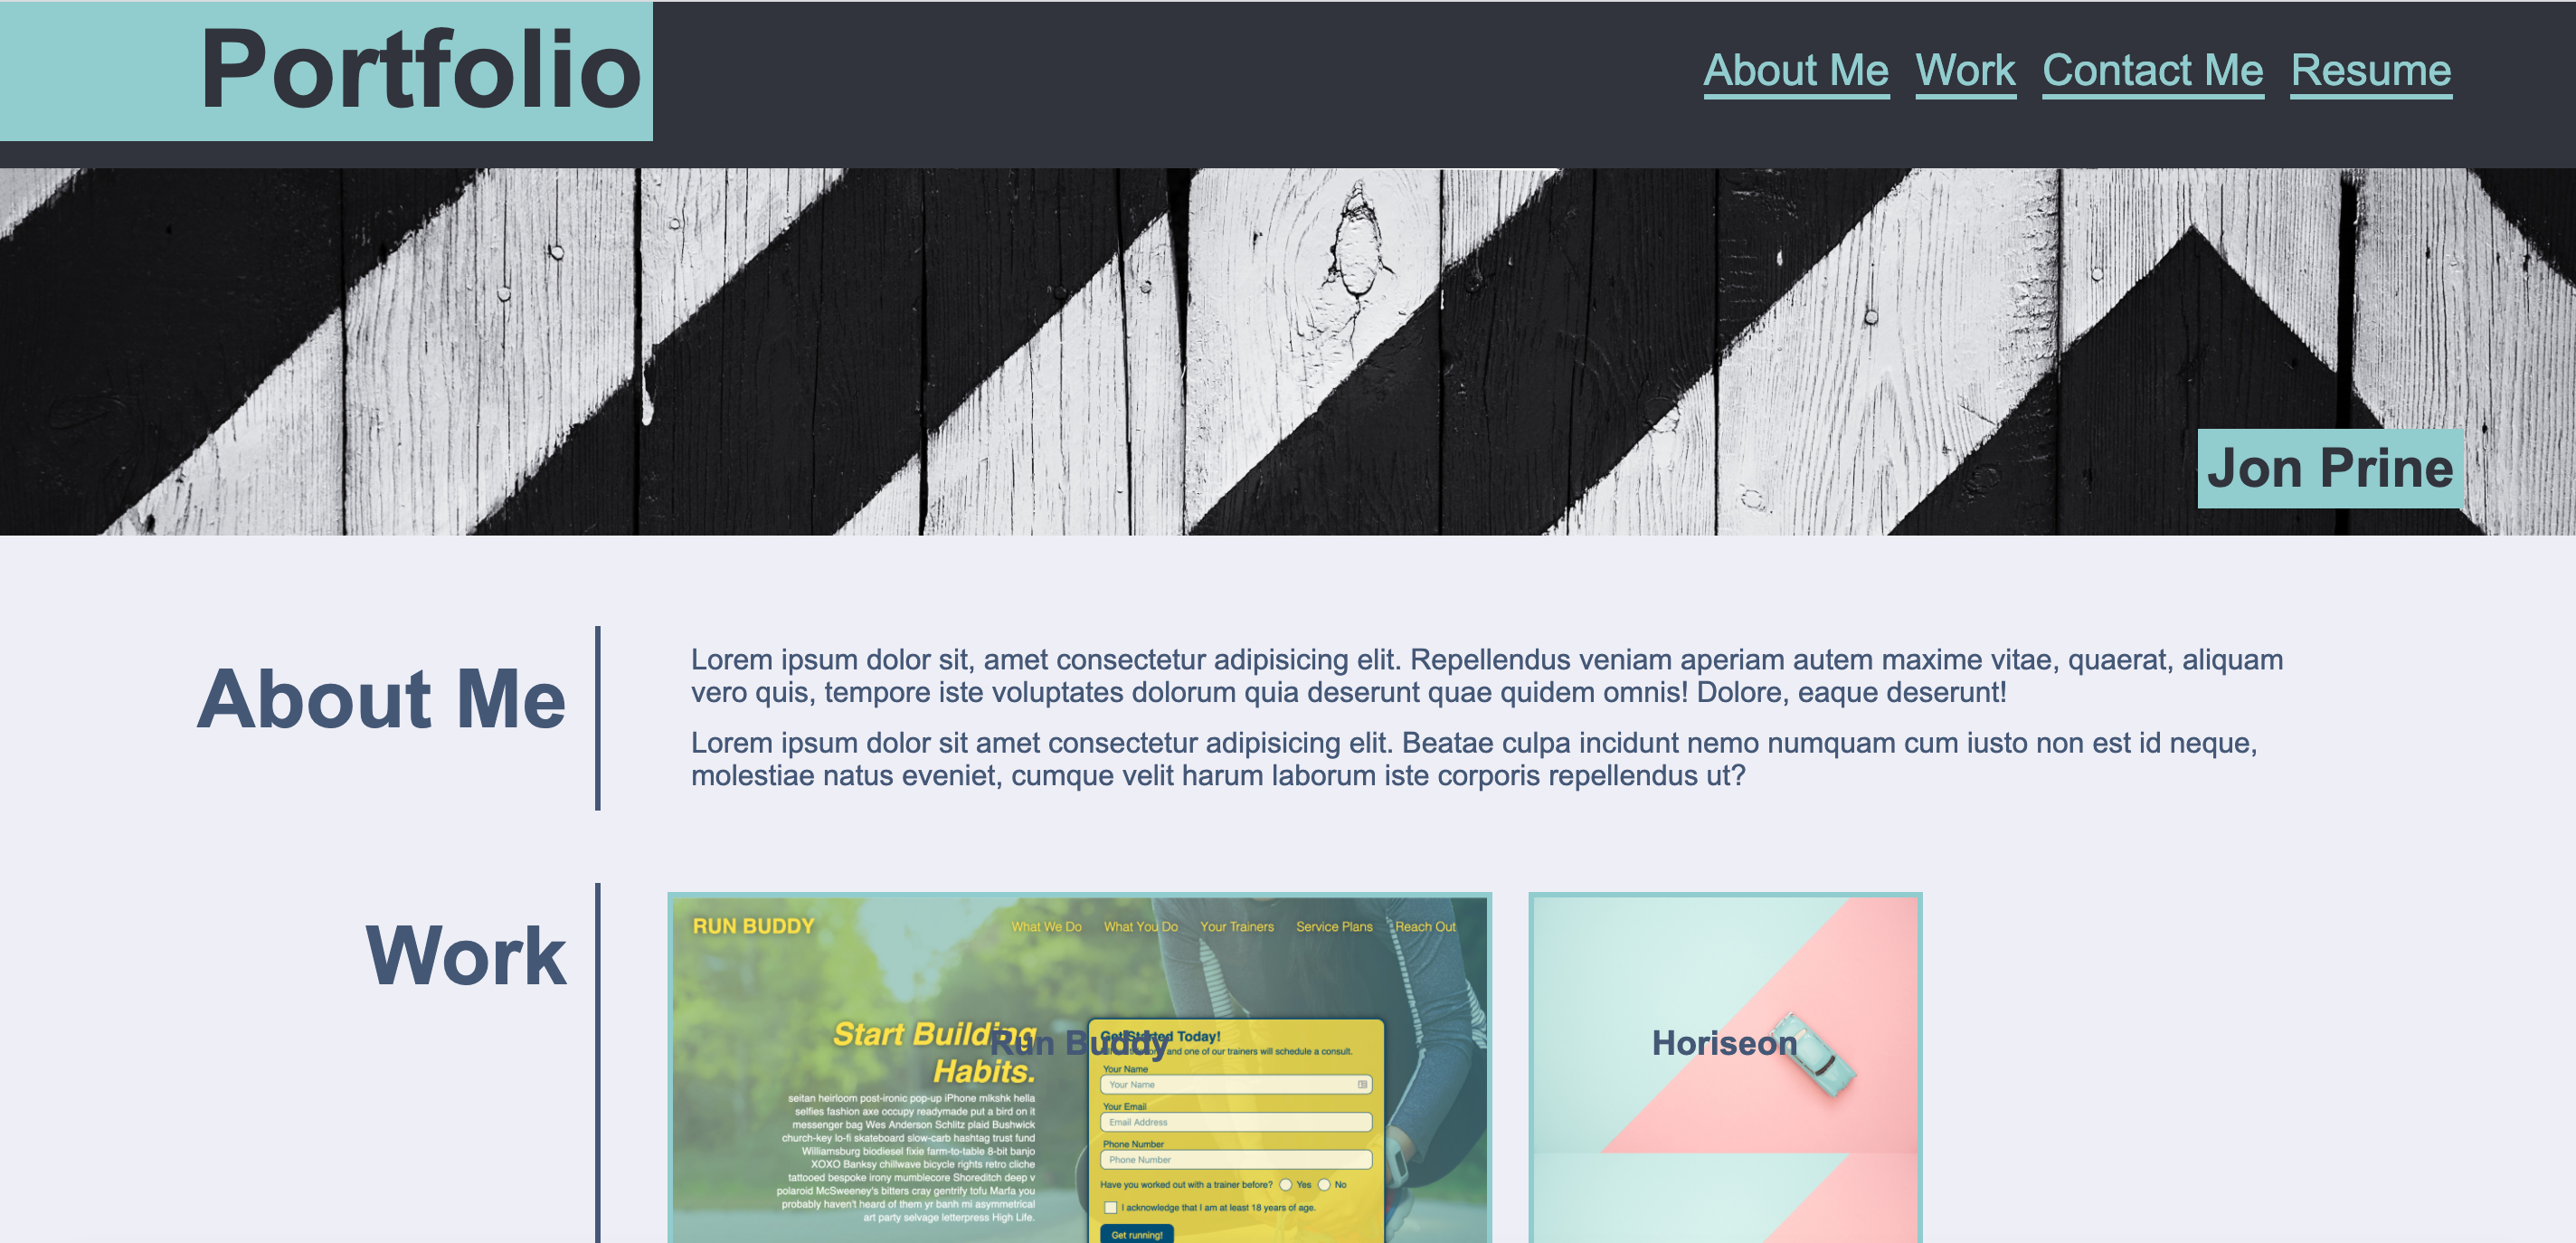 Portfolio
About Me Work Contact Me Resume
Jon Prine
About Me
Lorem ipsum dolor sit, amet consectetur adipisicing elit. Repellendus veniam aperiam autem maxime vitae, quaerat, aliquam
vero quis, tempore iste voluptates dolorum quia deserunt quae quidem omnis! Dolore, eaque deserunt!
Lorem ipsum dolor sit amet consectetur adipisicing elit. Beatae culpa incidunt nemo numquam cum iusto non est id neque,
molestiae natus eveniet, cumque velit harum laborum iste corporis repellendus ut?
Work
RUN BUDDY
What We Do What You Do Your Trainers Service Plans Reach Out
Start Building
Habits.
seitan heirloom post-ironic pop-up iPhone mlkshk hella
selfies fashion axe occupy readymade put a bird on it
messenger bag Wes Anderson Schlitz plaid Bushwick
church-key lo-fi skateboard slow-carb hashtag trust fund
Williamsburg biodiesel fixie farm-to-table 8-bit banjo
XOXO Banksy chillwave bicycle rights retro cliche
tattooed bespoke irony mumblecore Shoreditch deep v
polaroid McSweeney's bitters cray gentrify tofu Marfa you
probably haven't heard of them yr banh mi asymmetrical
art party selvage letterpress High Life.
Run Buddy
Get Started Today!
and one of our trainers will schedule a consult.
Your Name
Your Name
Your Email
Email Address
Phone Number
Phone Number
Have you worked out with a trainer before? Yes No
I acknowledge that I am at least 18 years of age.
Get running!
Horiseon